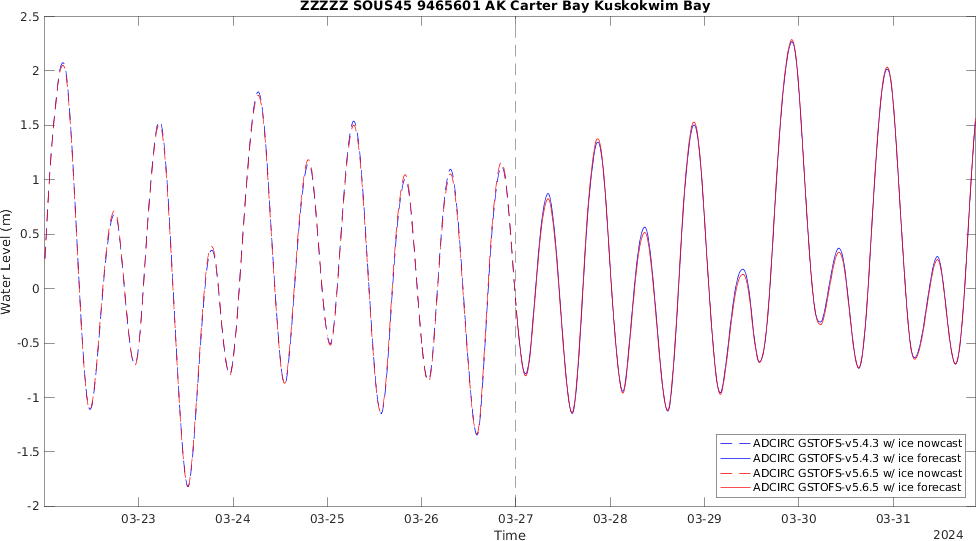 ZZZZZ SOUS45 9465601 AK Carter Bay Kuskokwim Bay
2.5
2
1.5
1
0.5
0
-0.5
-1
-1.5
-2
Water Level (m)
ADCIRC GSTOFS-v5.4.3 w/ ice nowcast
ADCIRC GSTOFS-v5.4.3 w/ ice forecast
ADCIRC GSTOFS-v5.6.5 w/ ice nowcast
ADCIRC GSTOFS-v5.6.5 w/ ice forecast
03-23 03-24 03-25 03-26 03-27 03-28 03-29 03-30 03-31
Time
2024